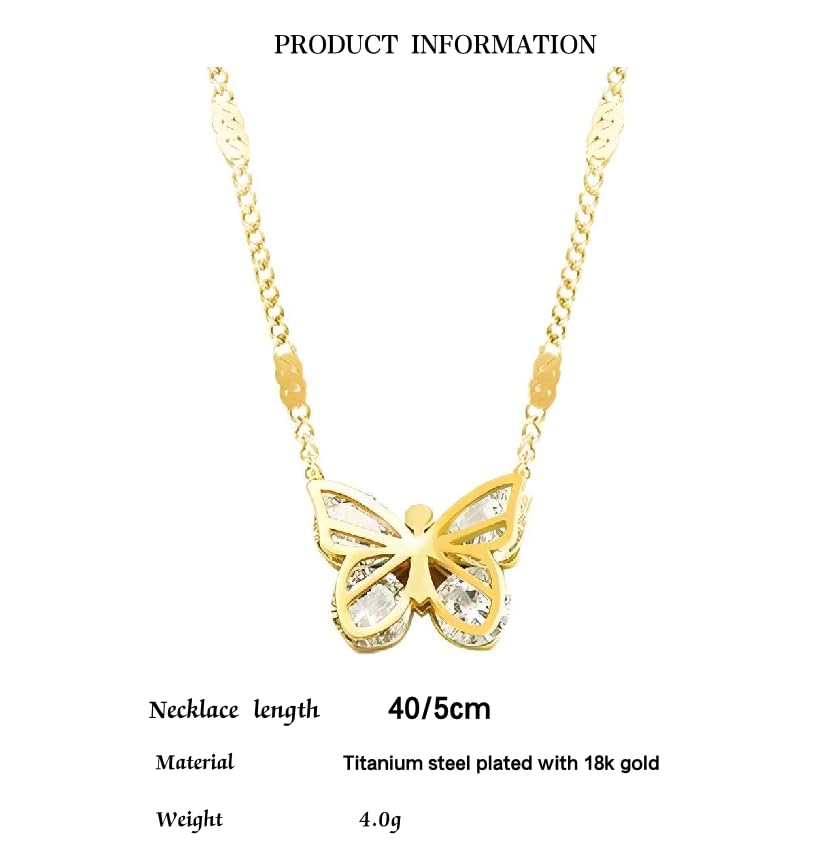 PRODUCT INFORMATION
Necklace length 40/5cm
Material Titanium steel plated with 18k gold
Weight 4.0g